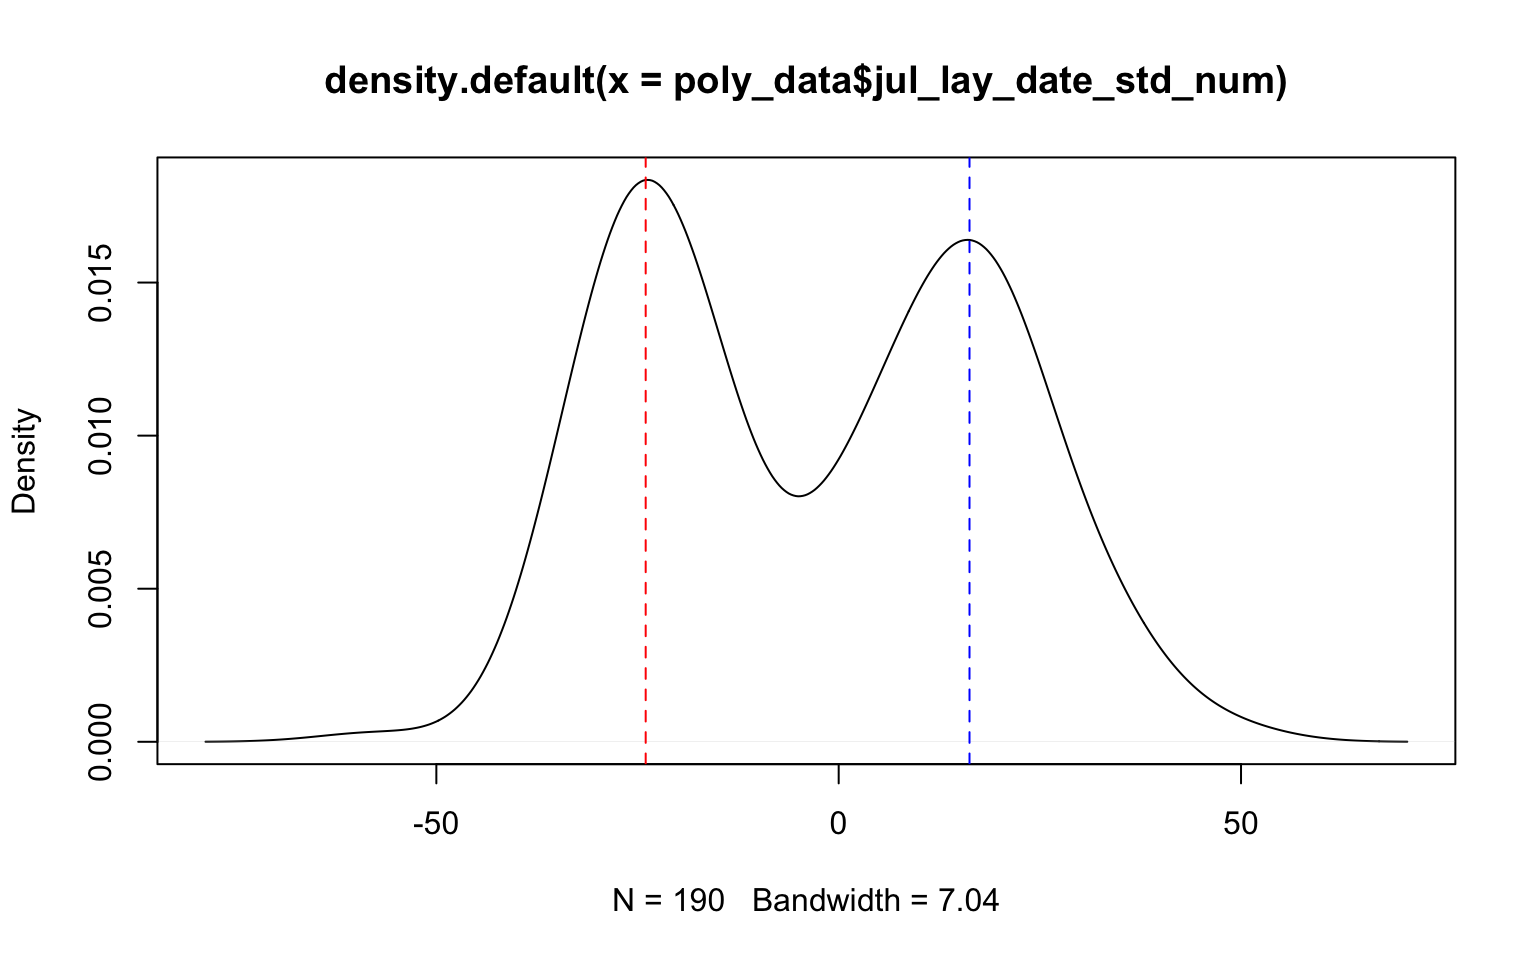 density.default(x = poly_data$jul_lay_date_std_num)
Density
0.015
0.010
0.005
0.000
-50 0 50
N = 190 Bandwidth = 7.04